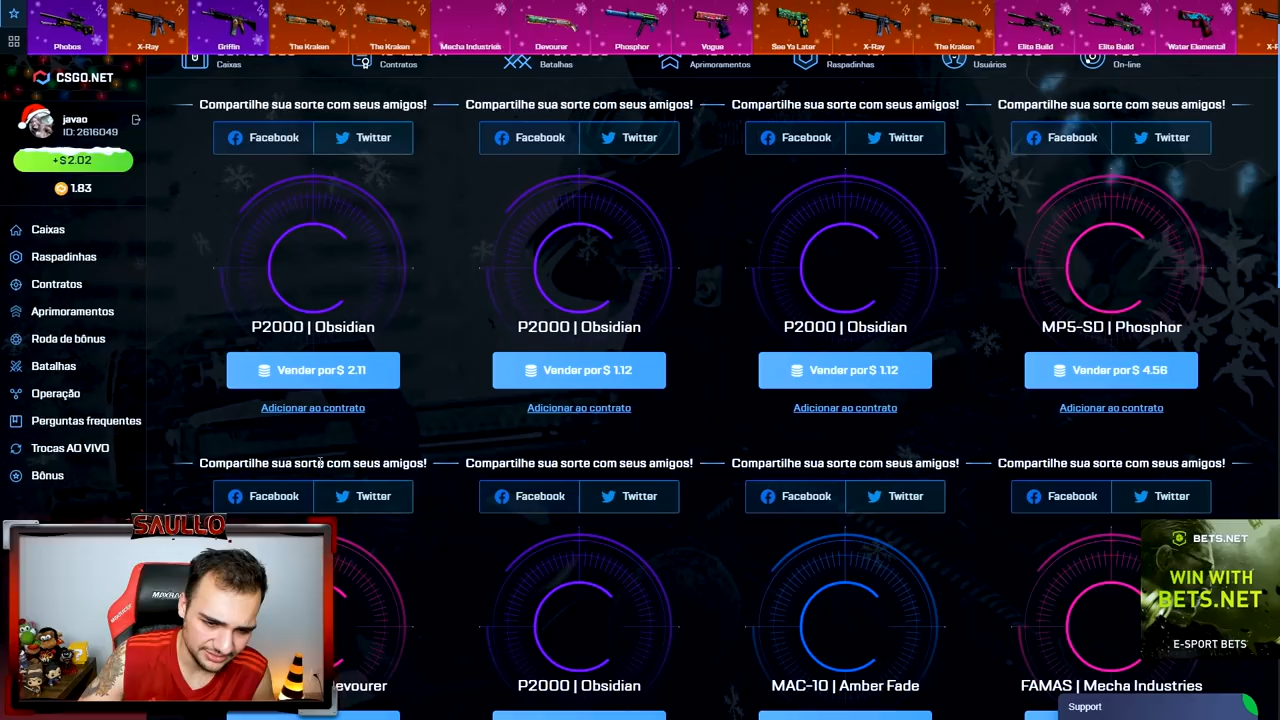 Phobos
X-Ray
Griffin
The Kraken
The Kraken
Mecha Industries
Devourer
Phosphor
Vogue
See Ya Later
X-Ray
The Kraken
Elite Build
Elite Build
Water Elemental
CSGO.NET
Caixas
Contratos
Batalhas
Aprimoramentos
Raspadinhas
Usuários
On-line
javao
ID: 2616049
+$2.02
1.83
Caixas
Raspadinhas
Contratos
Aprimoramentos
Roda de bônus
Batalhas
Operação
Perguntas frequentes
Trocas AO VIVO
Bônus
Compartilhe sua sorte com seus amigos!
Compartilhe sua sorte com seus amigos!
Compartilhe sua sorte com seus amigos!
Compartilhe sua sorte com seus amigos!
Facebook Twitter
Facebook Twitter
Facebook Twitter
Facebook Twitter
P2000 | Obsidian
P2000 | Obsidian
P2000 | Obsidian
MP5-SD | Phosphor
Vender por $ 2.11
Vender por $ 1.12
Vender por $ 1.12
Vender por $ 4.56
Adicionar ao contrato
Adicionar ao contrato
Adicionar ao contrato
Adicionar ao contrato
Compartilhe sua sorte com seus amigos!
Compartilhe sua sorte com seus amigos!
Compartilhe sua sorte com seus amigos!
Compartilhe sua sorte com seus amigos!
Facebook Twitter
Facebook Twitter
Facebook Twitter
Facebook Twitter
P2000 | Obsidian
MAC-10 | Amber Fade
FAMAS | Mecha Industries
SAULLO
BETS.NET
WIN WITH
BETS.NET
E-SPORT BETS
Support